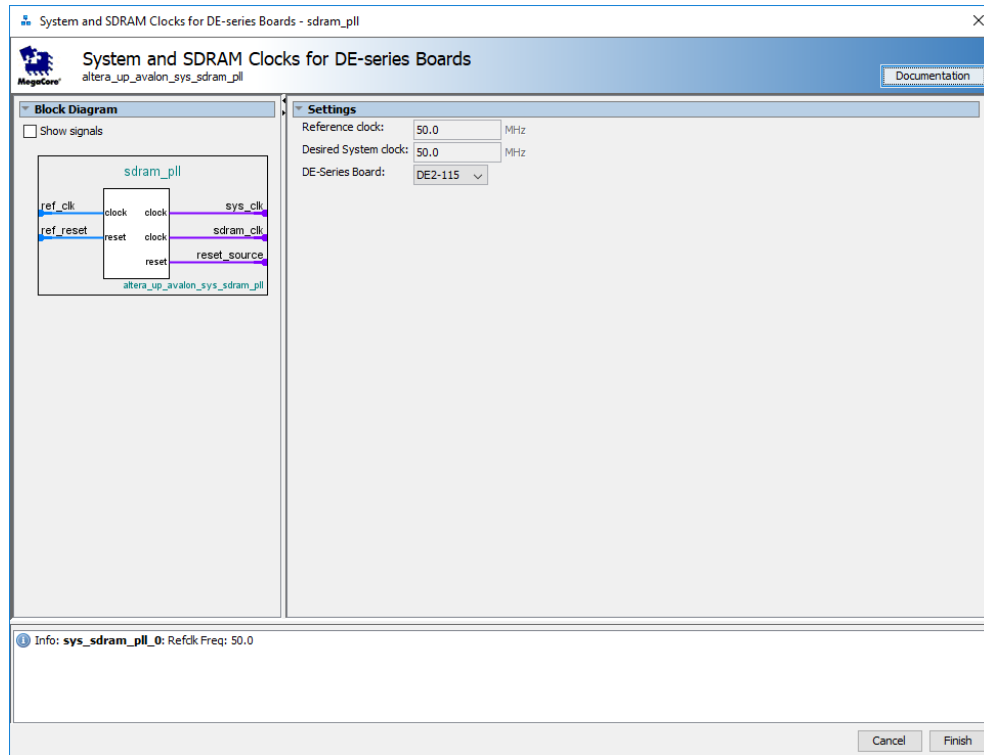 System and SDRAM Clocks for DE-series Boards - sdram_pll
System and SDRAM Clocks for DE-series Boards
altera_up_avalon_sys_sdram_pll
MegaCore'
Documentation
Block Diagram
Show signals
sdram_pll
ref_clk
clock
clock
sys_clk
ref_reset
reset
clock
sdram_clk
reset
reset_source
altera_up_avalon_sys_sdram_pll
Settings
Reference clock: 50.0 MHz
Desired System clock: 50.0 MHz
DE-Series Board: DE2-115
Info: sys_sdram_pll_0: Refclk Freq: 50.0
Cancel
Finish